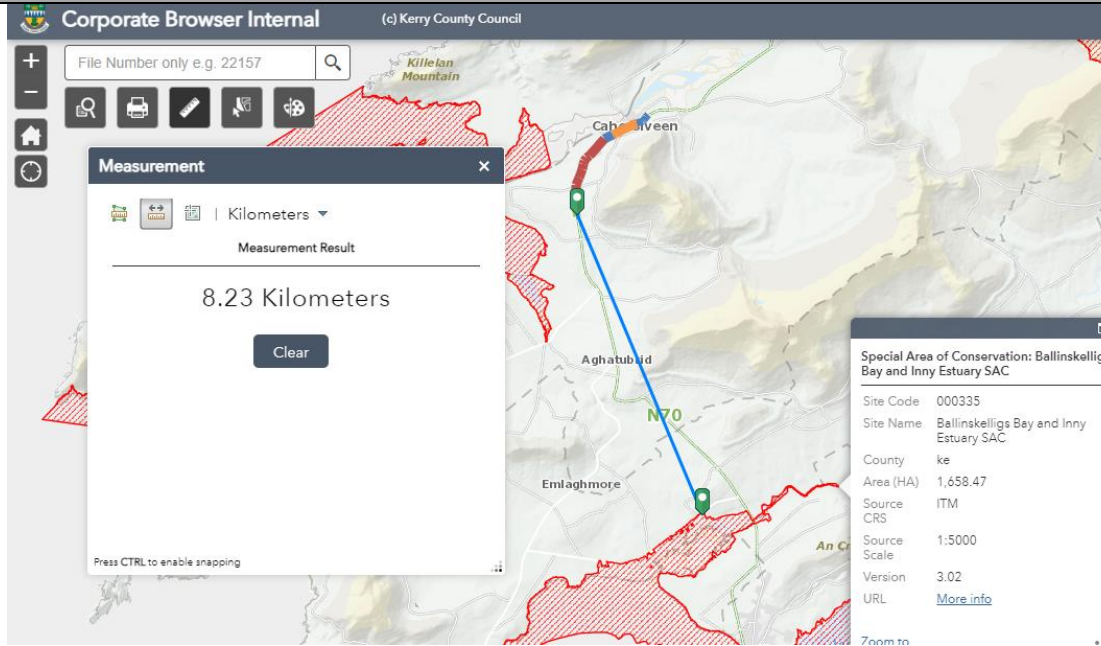 Corporate Browser Internal
(c) Kerry County Council
+
File Number only e.g. 22157
−
Killelan
Mountain
Measurement
×
Kilometers
Measurement Result
8.23 Kilometers
Clear
Press CTRL to enable snapping
Aghatubrid
N70
Emlaghmore
An
Special Area of Conservation: Ballinskellig
Bay and Inny Estuary SAC
Site Code 000335
Site Name Ballinskelligs Bay and Inny
Estuary SAC
County ke
Area (HA) 1,658.47
Source ITM
CRS
Source 1:5000
Scale
Version 3.02
URL More info
Zoom to